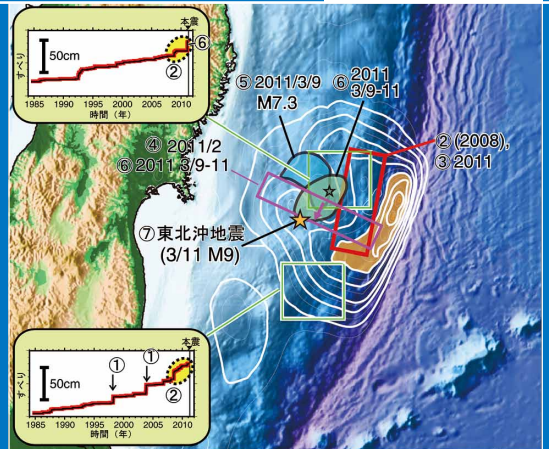 本震
⑥
50cm
②
すべり
1985 1990 1995 2000 2005 2010
時間（年）
⑤ 2011/3/9
M7.3
⑥ 2011
3/9-11
④ 2011/2
⑥ 2011 3/9-11
② (2008),
③ 2011
⑦ 東北沖地震
(3/11 M9)
本震
① ①
50cm
②
すべり
1985 1990 1995 2000 2005 2010
時間（年）